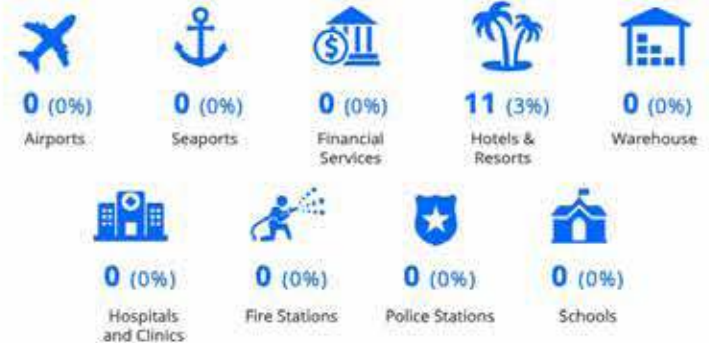 0 (0%) 0 (0%) 0 (0%) 11 (3%) 0 (0%)
Airports Seaports Financial Services Hotels & Resorts Warehouse
0 (0%) 0 (0%) 0 (0%) 0 (0%)
Hospitals and Clinics Fire Stations Police Stations Schools